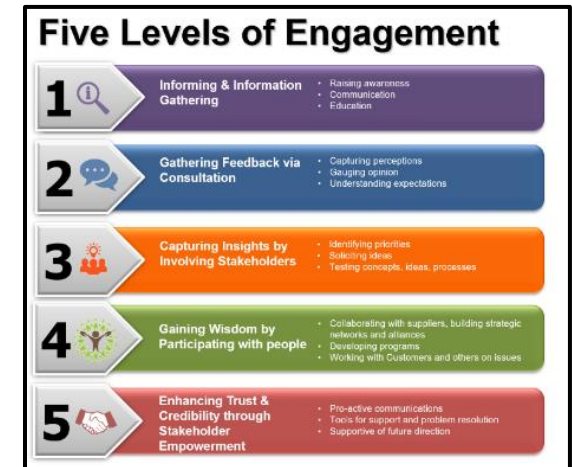 Five Levels of Engagement
1
Informing & Information
Gathering
• Raising awareness
• Communication
• Education
2
Gathering Feedback via
Consultation
• Capturing perceptions
• Gauging opinion
• Understanding expectations
3
Capturing Insights by
Involving Stakeholders
• Identifying priorities
• Soliciting ideas
• Testing concepts, ideas, processes
4
Gaining Wisdom by
Participating with people
• Collaborating with suppliers, building strategic
networks and alliances
• Developing programs
• Working with Customers and others on issues
5
Enhancing Trust &
Credibility through
Stakeholder
Empowerment
• Pro-active communications
• Tools for support and problem resolution
• Supportive of future direction